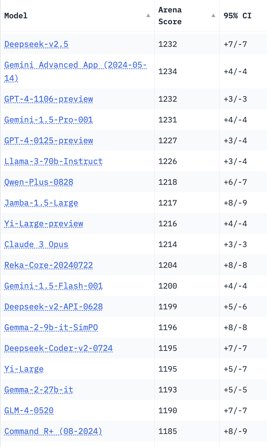 Model Arena Score 95% CI
Deepseek-v2.5 1232 +7/-7
Gemini Advanced App (2024-05-14) 1234 +4/-4
GPT-4-1106-preview 1232 +3/-3
Gemini-1.5-Pro-001 1231 +4/-4
GPT-4-0125-preview 1227 +3/-4
Llama-3-70b-Instruct 1226 +3/-4
Qwen-Plus-0828 1218 +6/-7
Jamba-1.5-Large 1217 +8/-9
Yi-Large-preview 1216 +4/-4
Claude 3 Opus 1214 +3/-3
Reka-Core-20240722 1204 +8/-8
Gemini-1.5-Flash-001 1200 +4/-4
Deepseek-v2-API-0628 1199 +5/-6
Gemma-2-9b-it-SimPO 1196 +8/-8
Deepseek-Coder-v2-0724 1195 +7/-7
Yi-Large 1195 +5/-7
Gemma-2-27b-it 1193 +5/-5
GLM-4-0520 1190 +7/-7
Command R+ (08-2024) 1185 +8/-9